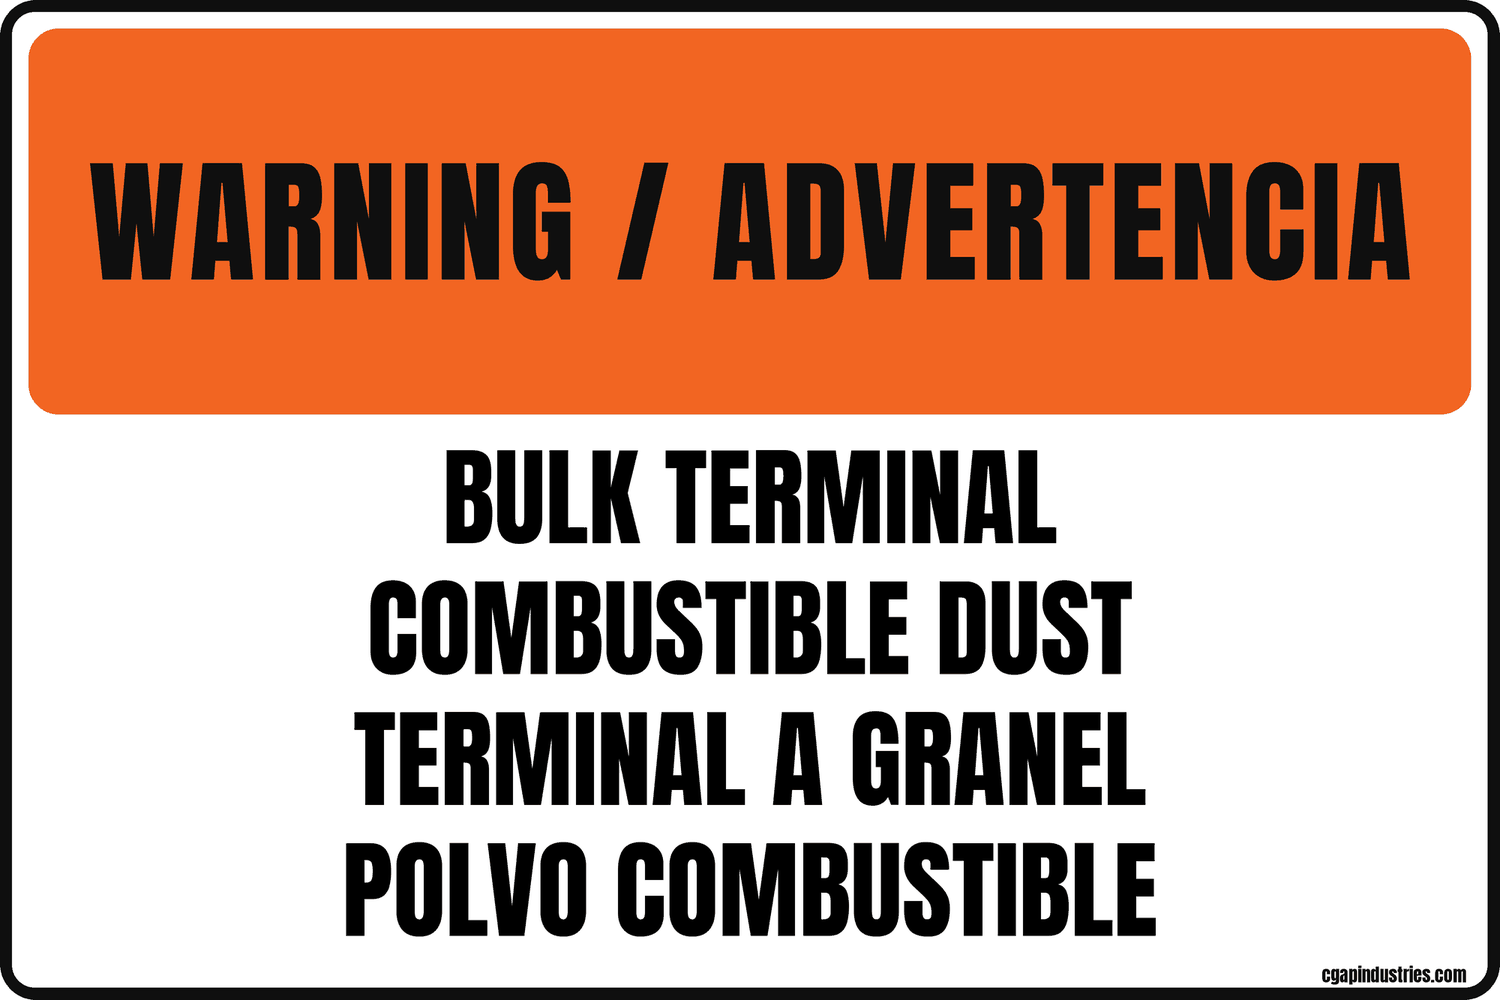 WARNING / ADVERTENCIA
BULK TERMINAL
COMBUSTIBLE DUST
TERMINAL A GRANEL
POLVO COMBUSTIBLE
cgapindustries.com